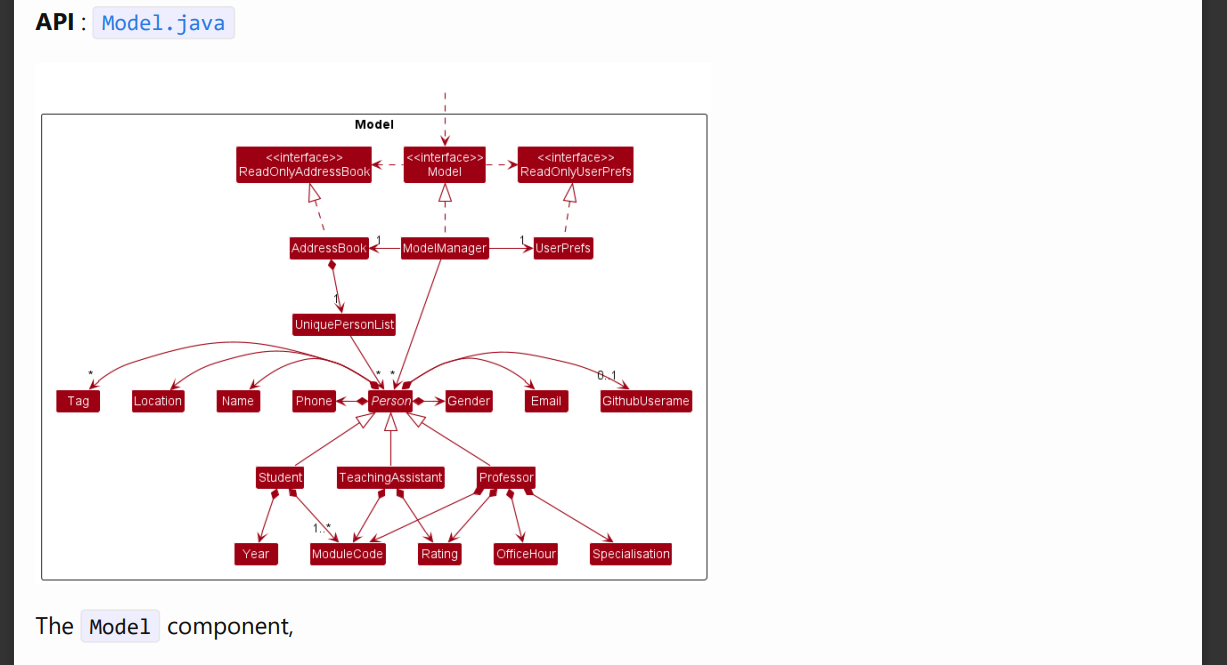 API : Model.java
Model
<<interface>> <<interface>> <<interface>>
ReadOnlyAddressBook Model ReadOnlyUserPrefs
AddressBook 1 ModelManager 1 UserPrefs
1
UniquePersonList
* * * 0..1
Tag Location Name Phone Person Gender Email GithubUserame
Student TeachingAssistant Professor
1..*
Year ModuleCode Rating OfficeHour Specialisation
The Model component,